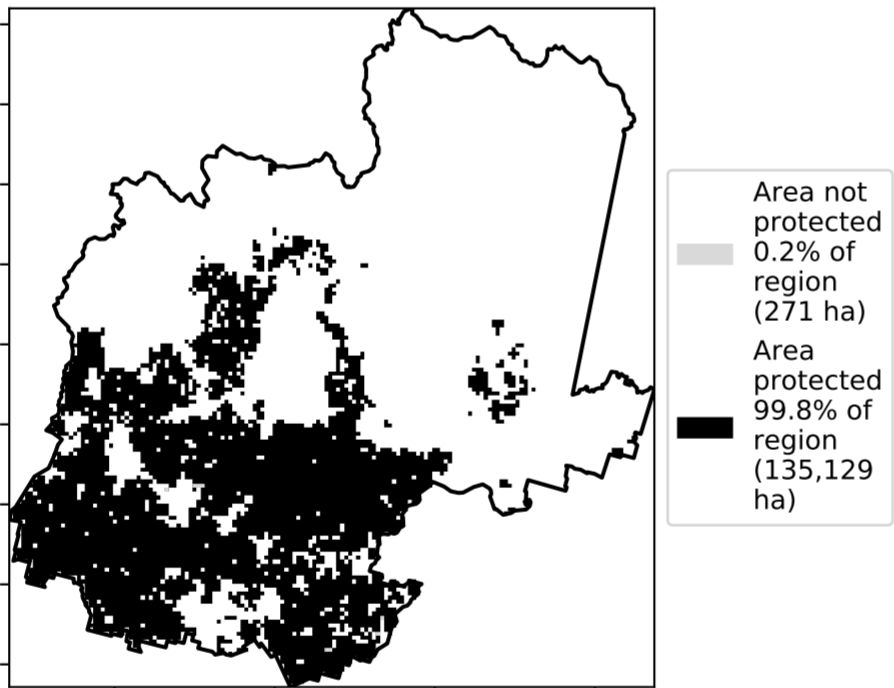 Area not
protected
0.2% of
region
(271 ha)
Area
protected
99.8% of
region
(135,129
ha)